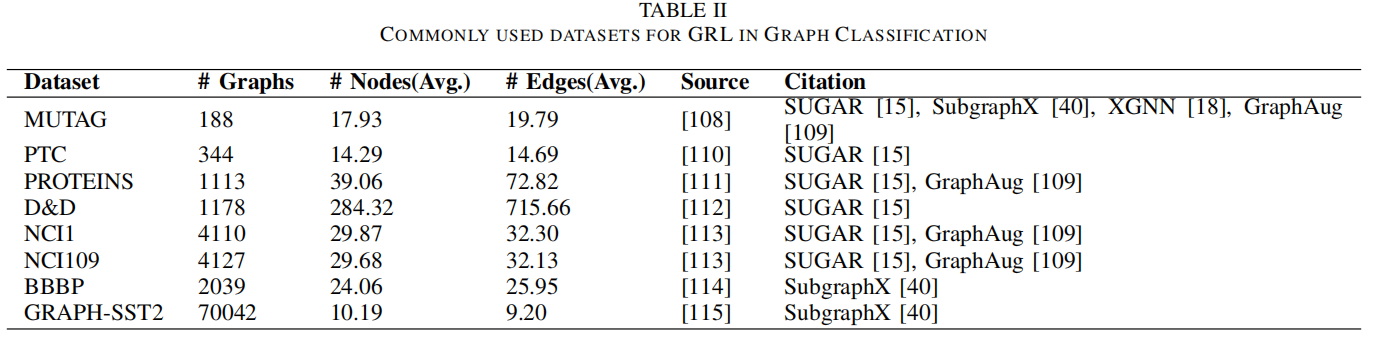 TABLE II
COMMONLY USED DATASETS FOR GRL IN GRAPH CLASSIFICATION
Dataset # Graphs # Nodes(Avg.) # Edges(Avg.) Source Citation
MUTAG 188 17.93 19.79 [108] SUGAR [15], SubgraphX [40], XGNN [18], GraphAug
[109]
PTC 344 14.29 14.69 [110] SUGAR [15]
PROTEINS 1113 39.06 72.82 [111] SUGAR [15], GraphAug [109]
D&D 1178 284.32 715.66 [112] SUGAR [15]
NCI1 4110 29.87 32.30 [113] SUGAR [15], GraphAug [109]
NCI109 4127 29.68 32.13 [113] SUGAR [15], GraphAug [109]
BBBP 2039 24.06 25.95 [114] SubgraphX [40]
GRAPH-SST2 70042 10.19 9.20 [115] SubgraphX [40]